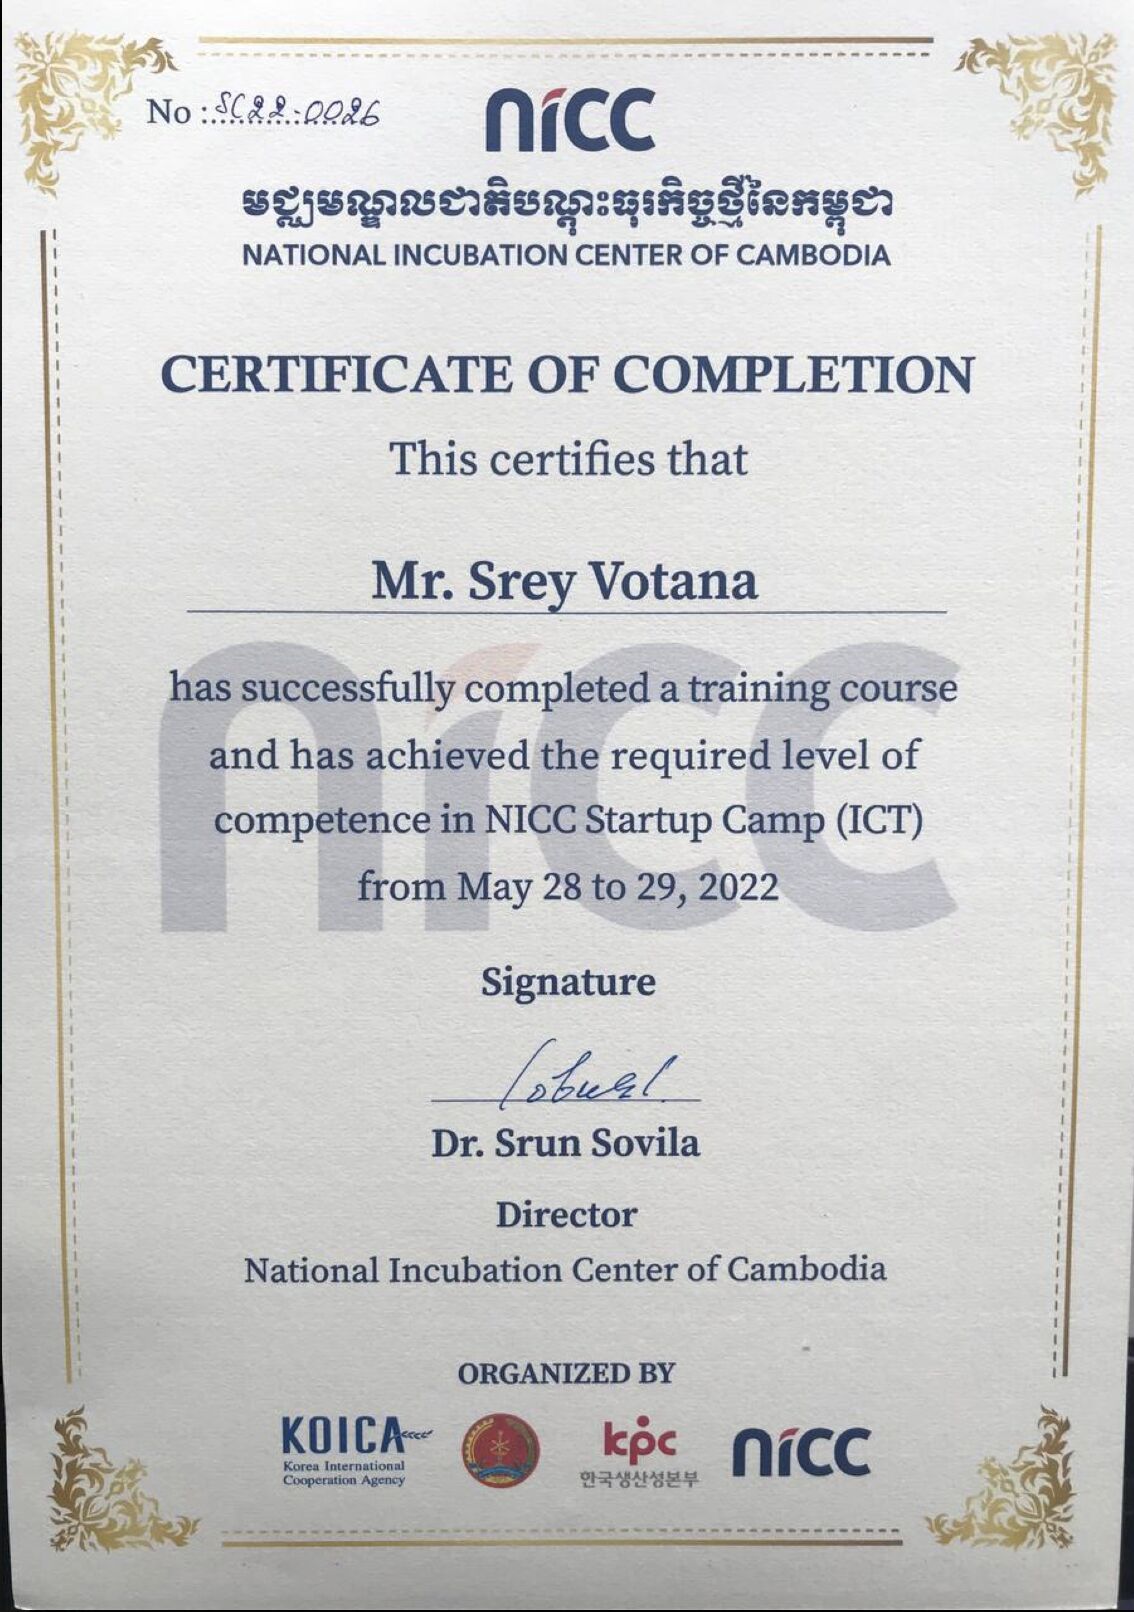 No : SC22-0026
nicc
មជ្ឈមណ្ឌលជាតិបណ្តុះធុរកិច្ចថ្មីនៃកម្ពុជា
NATIONAL INCUBATION CENTER OF CAMBODIA
CERTIFICATE OF COMPLETION
This certifies that
Mr. Srey Votana
has successfully completed a training course
and has achieved the required level of
competence in NICC Startup Camp (ICT)
from May 28 to 29, 2022
Signature
Dr. Srun Sovila
Director
National Incubation Center of Cambodia
ORGANIZED BY
KOICA
Korea International
Cooperation Agency
kpc
한국생산성본부
nicc